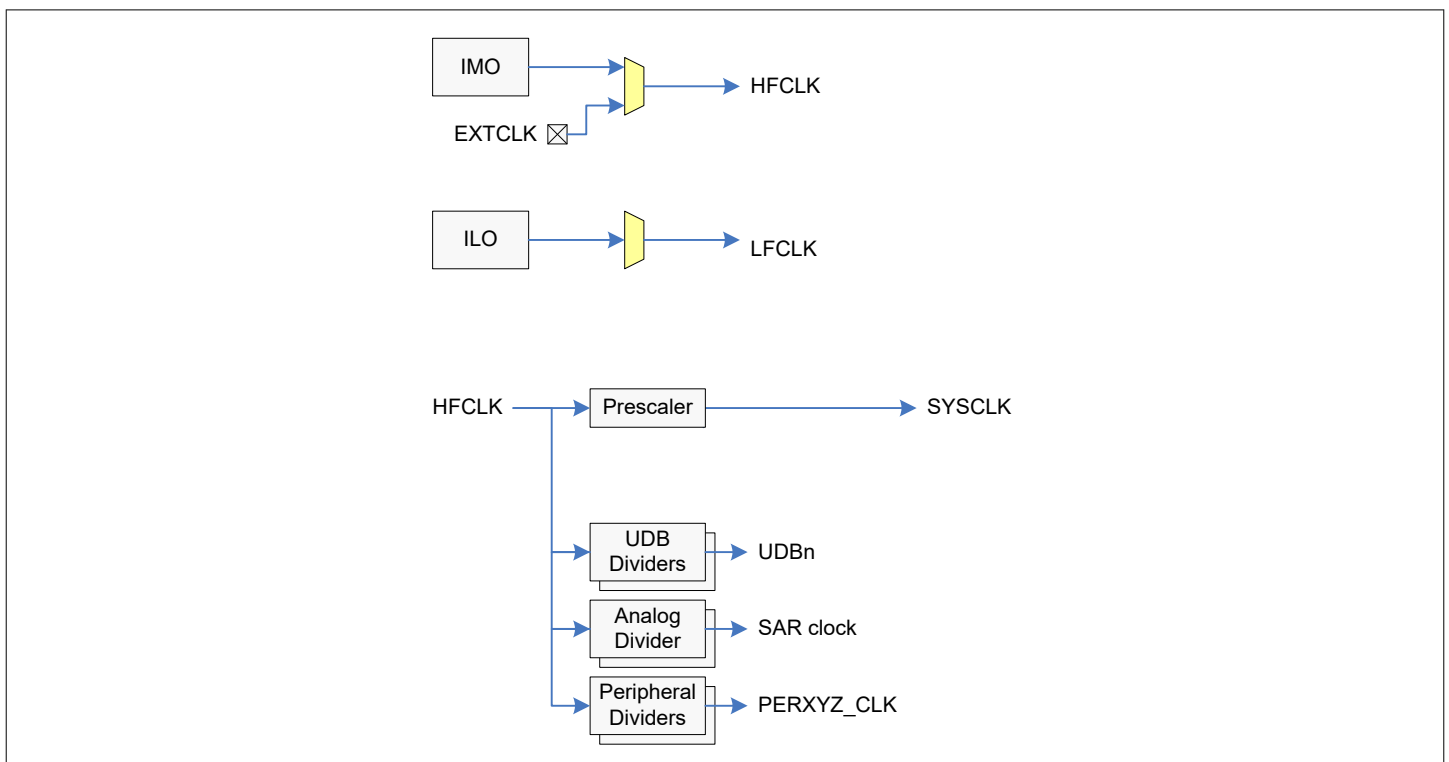 IMO
HFCLK
EXTCLK
ILO
LFCLK
HFCLK
Prescaler
SYSCLK
UDB
Dividers
UDBn
Analog
Divider
SAR clock
Peripheral
Dividers
PERXYZ_CLK